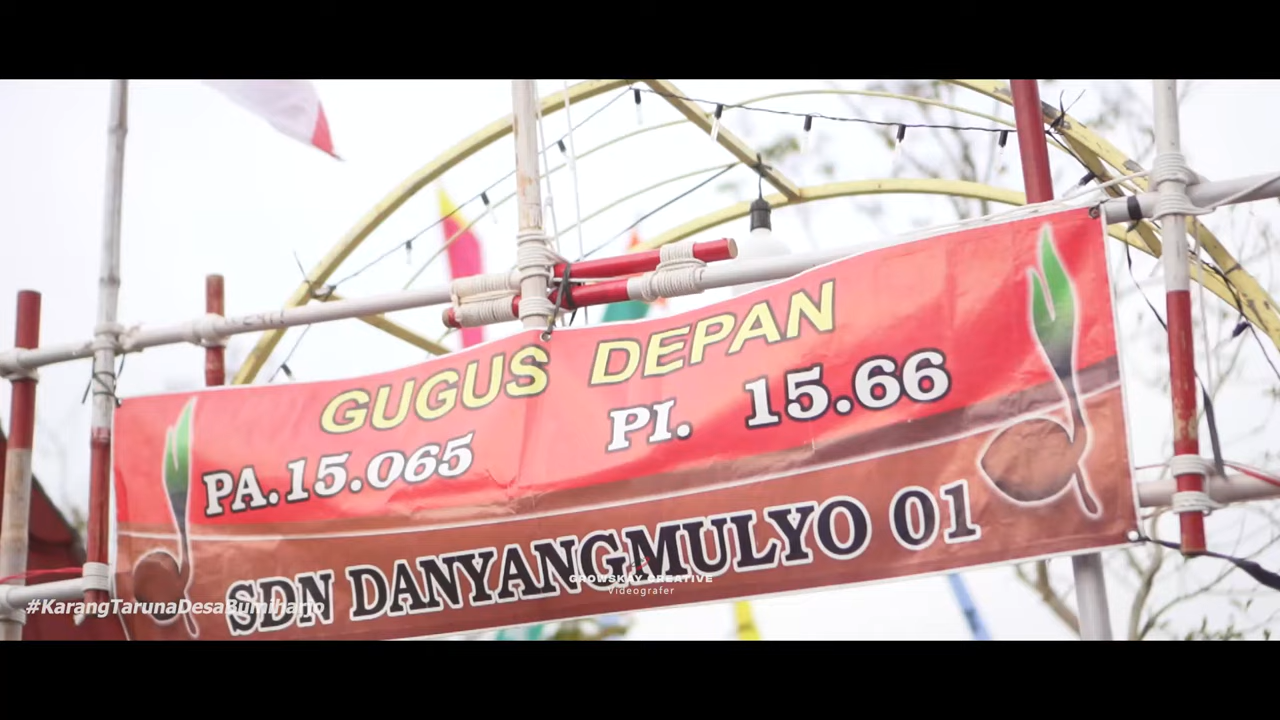 GUGUS DEPAN
PA.15.065 PI. 15.66
SDN DANYANGMULYO 01
GROWSKAY CREATIVE
Videografer
#KarangTarunaDesaBumiharjo